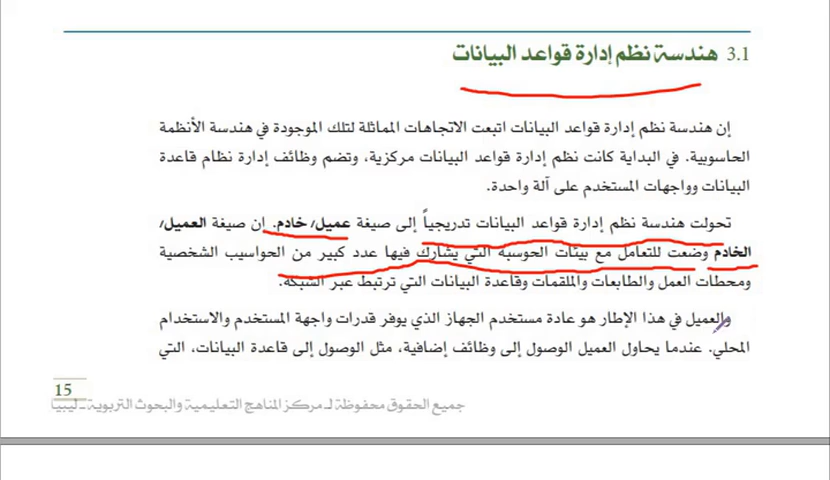 3.1 هندسة نظم إدارة قواعد البيانات
إن هندسة نظم إدارة قواعد البيانات اتبعت الاتجاهات المماثلة لتلك الموجودة في هندسة الأنظمة
الحاسوبية. في البداية كانت نظم إدارة قواعد البيانات مركزية، وتضم وظائف إدارة نظام قاعدة
البيانات وواجهات المستخدم على آلة واحدة.
تحولت هندسة نظم إدارة قواعد البيانات تدريجياً إلى صيغة عميل/ خادم. إن صيغة العميل/
الخادم وضعت للتعامل مع بيئات الحوسبة التي يشارك فيها عدد كبير من الحواسيب الشخصية
ومحطات العمل والطابعات والملقمات وقاعدة البيانات التي ترتبط عبر الشبكة.
والعميل في هذا الإطار هو عادة مستخدم الجهاز الذي يوفر قدرات واجهة المستخدم والاستخدام
المحلي. عندما يحاول العميل الوصول إلى وظائف إضافية، مثل الوصول إلى قاعدة البيانات، التي
15
جميع الحقوق محفوظة لـ مركز المناهج التعليمية والبحوث التربوية ـ ليبيا